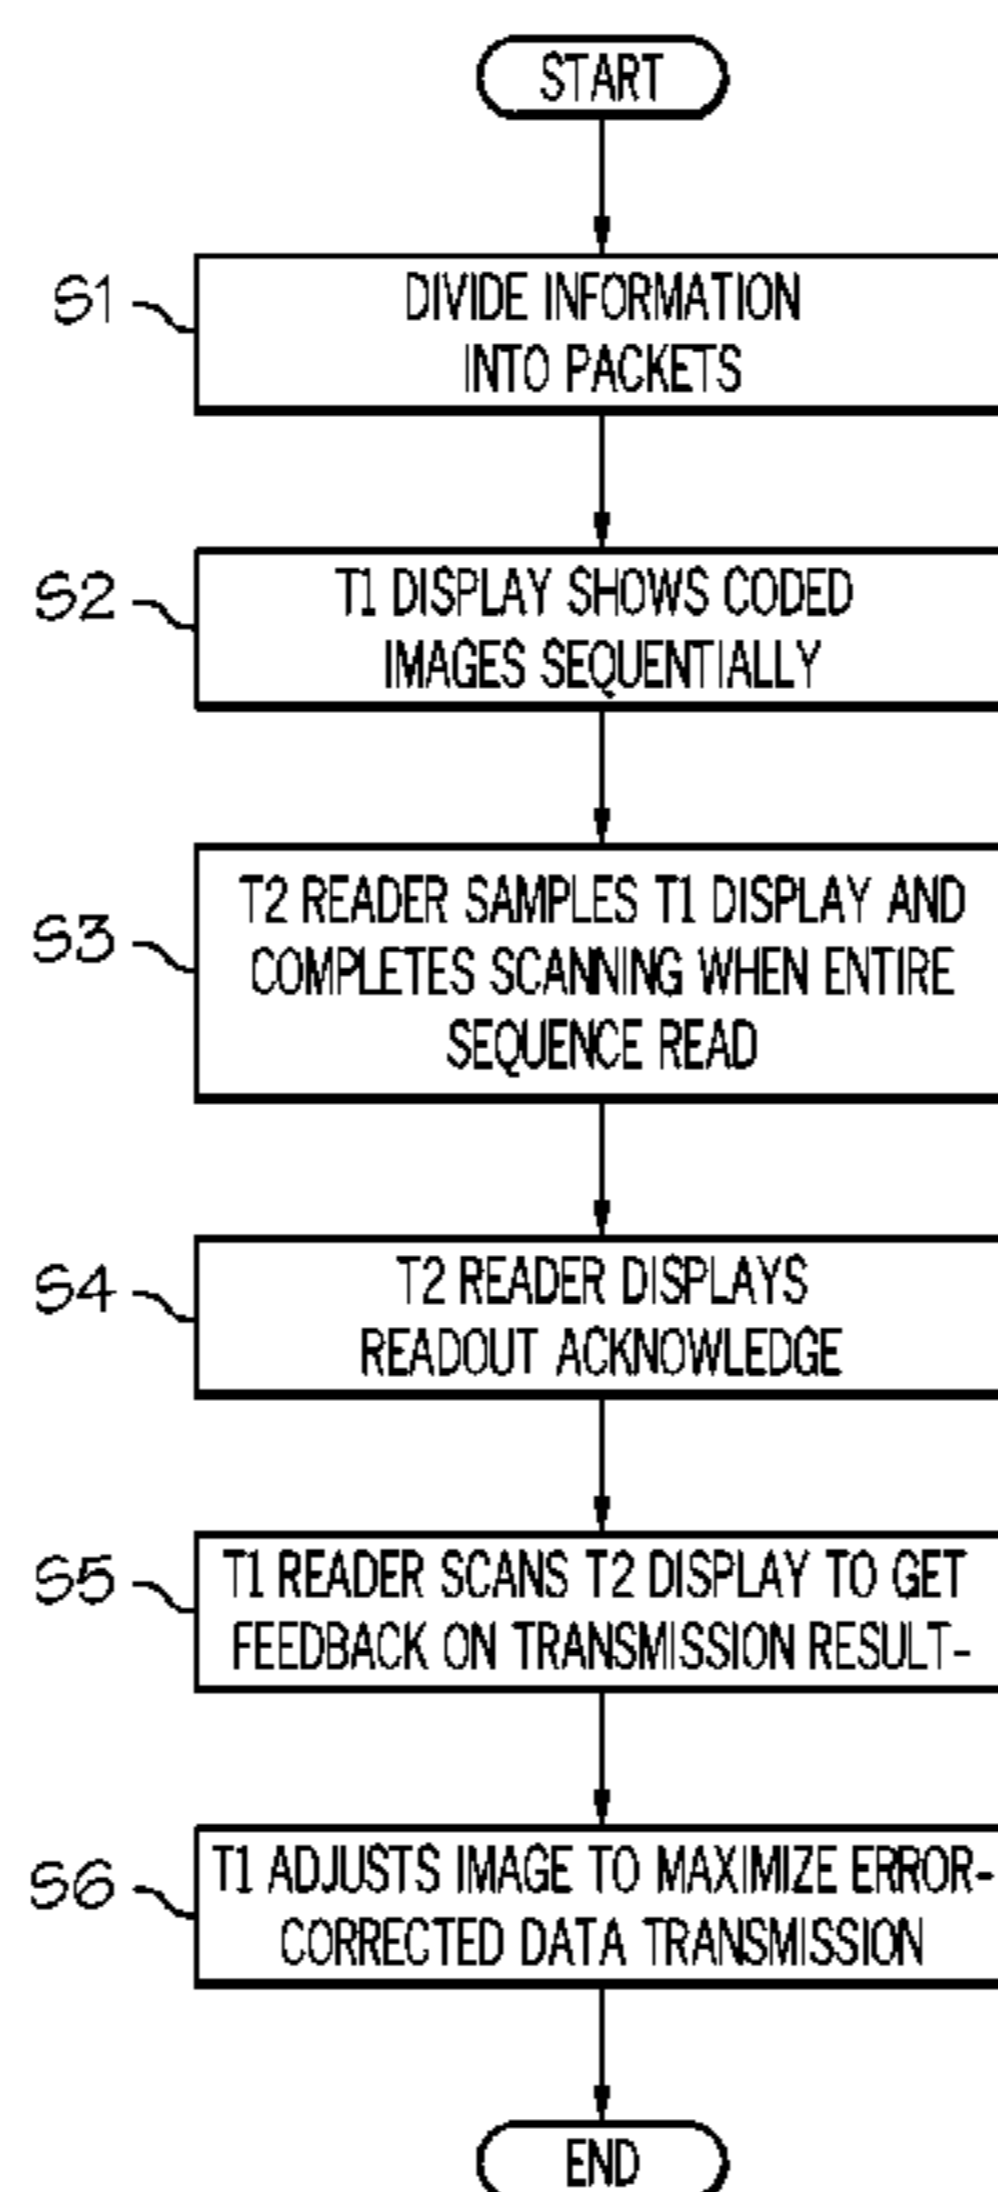 START
S1
DIVIDE INFORMATION
INTO PACKETS
S2
T1 DISPLAY SHOWS CODED
IMAGES SEQUENTIALLY
S3
T2 READER SAMPLES T1 DISPLAY AND
COMPLETES SCANNING WHEN ENTIRE
SEQUENCE READ
S4
T2 READER DISPLAYS
READOUT ACKNOWLEDGE
S5
T1 READER SCANS T2 DISPLAY TO GET
FEEDBACK ON TRANSMISSION RESULT-
S6
T1 ADJUSTS IMAGE TO MAXIMIZE ERROR-
CORRECTED DATA TRANSMISSION
END